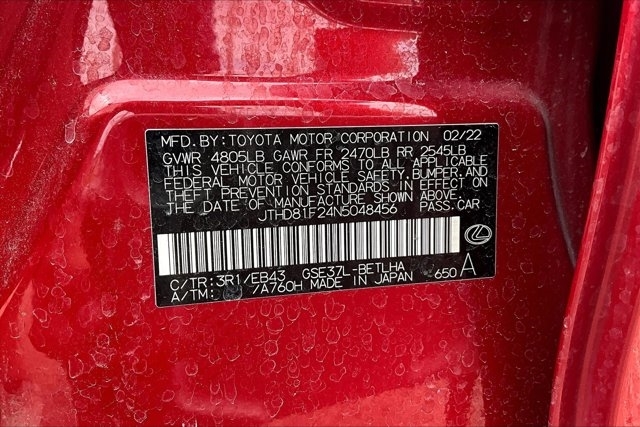 MFD.BY:TOYOTA MOTOR CORPORATION 02/22
GVWR 4805LB GAWR FR 2470LB RR 2545LB
THIS VEHICLE CONFORMS TO ALL APPLICABLE
FEDERAL MOTOR VEHICLE SAFETY, BUMPER, AND
THEFT PREVENTION STANDARDS IN EFFECT ON
THE DATE OF MANUFACTURE SHOWN ABOVE.
JTHD81F24N5048456 PASS.CAR
C/TR:3R1/EB43 GSE37L-BETLHA
A/TM: 7A760H MADE IN JAPAN 650 A